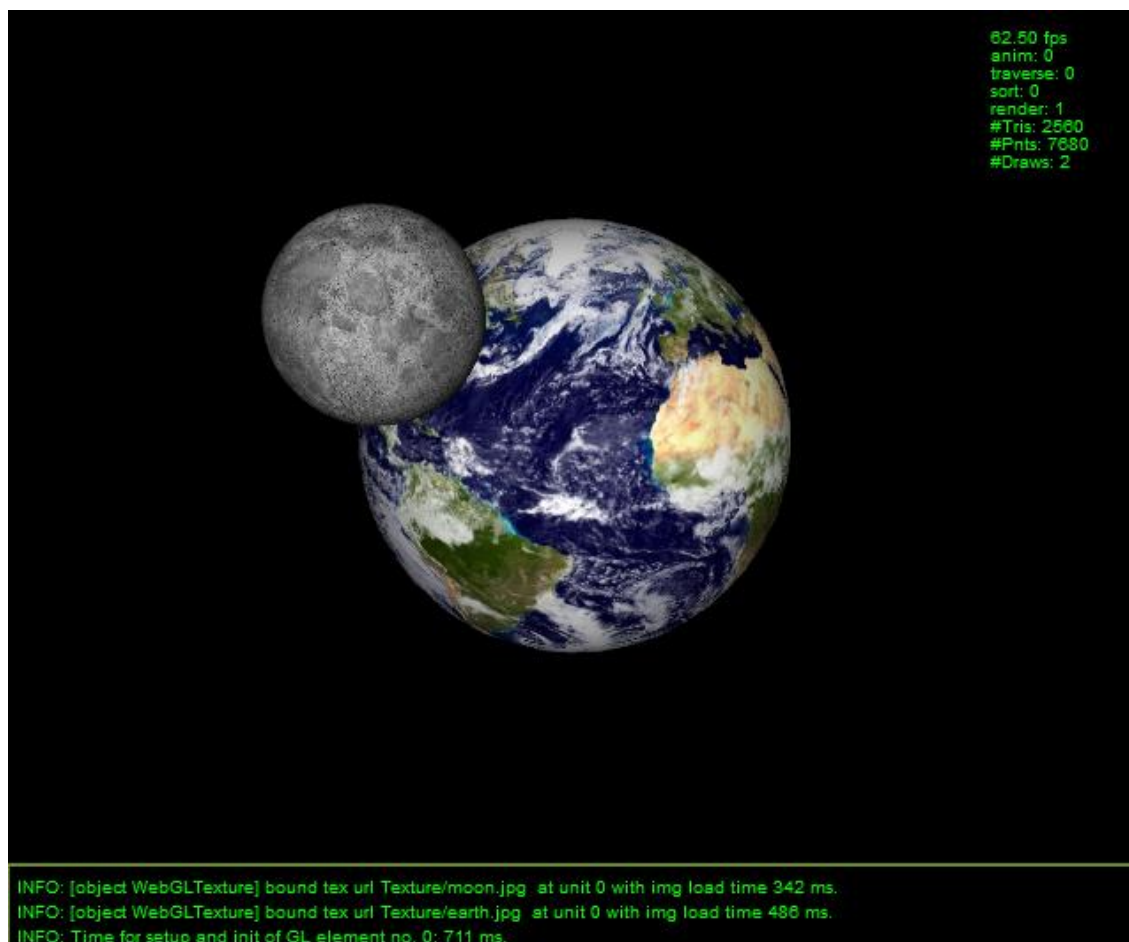 62.50 fps
anim: 0
traverse: 0
sort: 0
render: 1
#Tris: 2560
#Pnts: 7680
#Draws: 2
INFO: [object WebGLTexture] bound tex url Texture/moon.jpg at unit 0 with img load time 342 ms.
INFO: [object WebGLTexture] bound tex url Texture/earth.jpg at unit 0 with img load time 486 ms.
INFO: Time for setup and init of GL element no. 0: 711 ms.